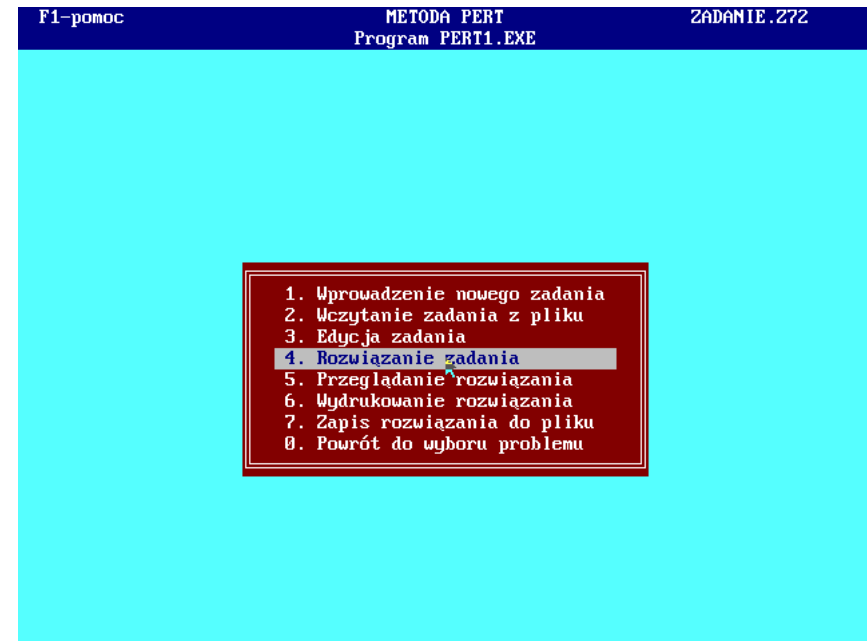 F1-pomoc METODA PERT ZADANIE.Z72
Program PERT1.EXE
1. Wprowadzenie nowego zadania
2. Wczytanie zadania z pliku
3. Edycja zadania
4. Rozwiązanie zadania
5. Przeglądanie rozwiązania
6. Wydrukowanie rozwiązania
7. Zapis rozwiązania do pliku
0. Powrót do wyboru problemu